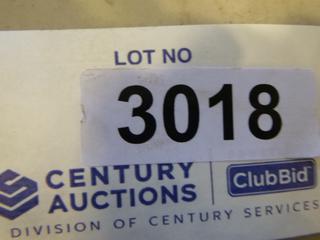 LOT NO
3018
CENTURY
AUCTIONS
ClubBid
DIVISION OF CENTURY SERVICES